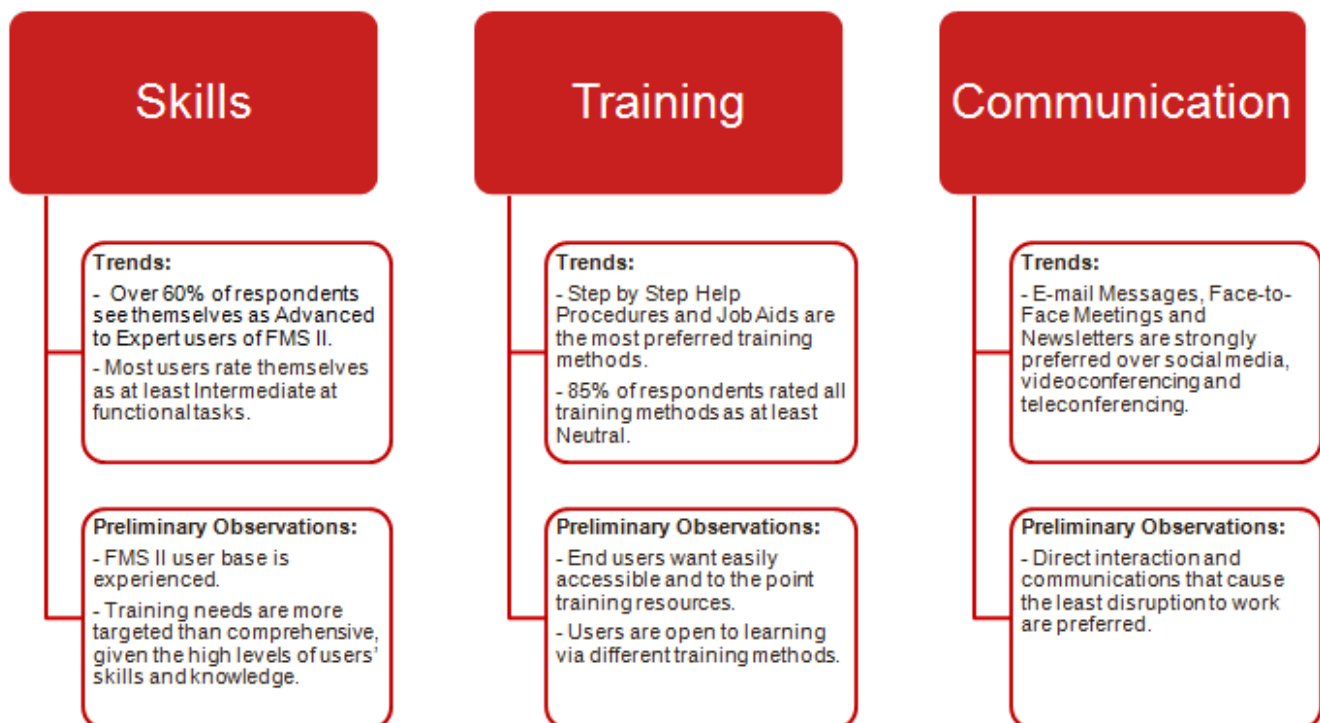 Skills
Trends:
- Over 60% of respondents
see themselves as Advanced
to Expert users of FMS II.
- Most users rate themselves
as at least Intermediate at
functional tasks.
Preliminary Observations:
- FMS II user base is
experienced.
- Training needs are more
targeted than comprehensive,
given the high levels of users’
skills and knowledge.
Training
Trends:
- Step by Step Help
Procedures and Job Aids are
the most preferred training
methods.
- 85% of respondents rated all
training methods as at least
Neutral.
Preliminary Observations:
- End users want easily
accessible and to the point
training resources.
- Users are open to learning
via different training methods.
Communication
Trends:
- E-mail Messages, Face-to-
Face Meetings and
Newsletters are strongly
preferred over social media,
videoconferencing and
teleconferencing.
Preliminary Observations:
- Direct interaction and
communications that cause
the least disruption to work
are preferred.